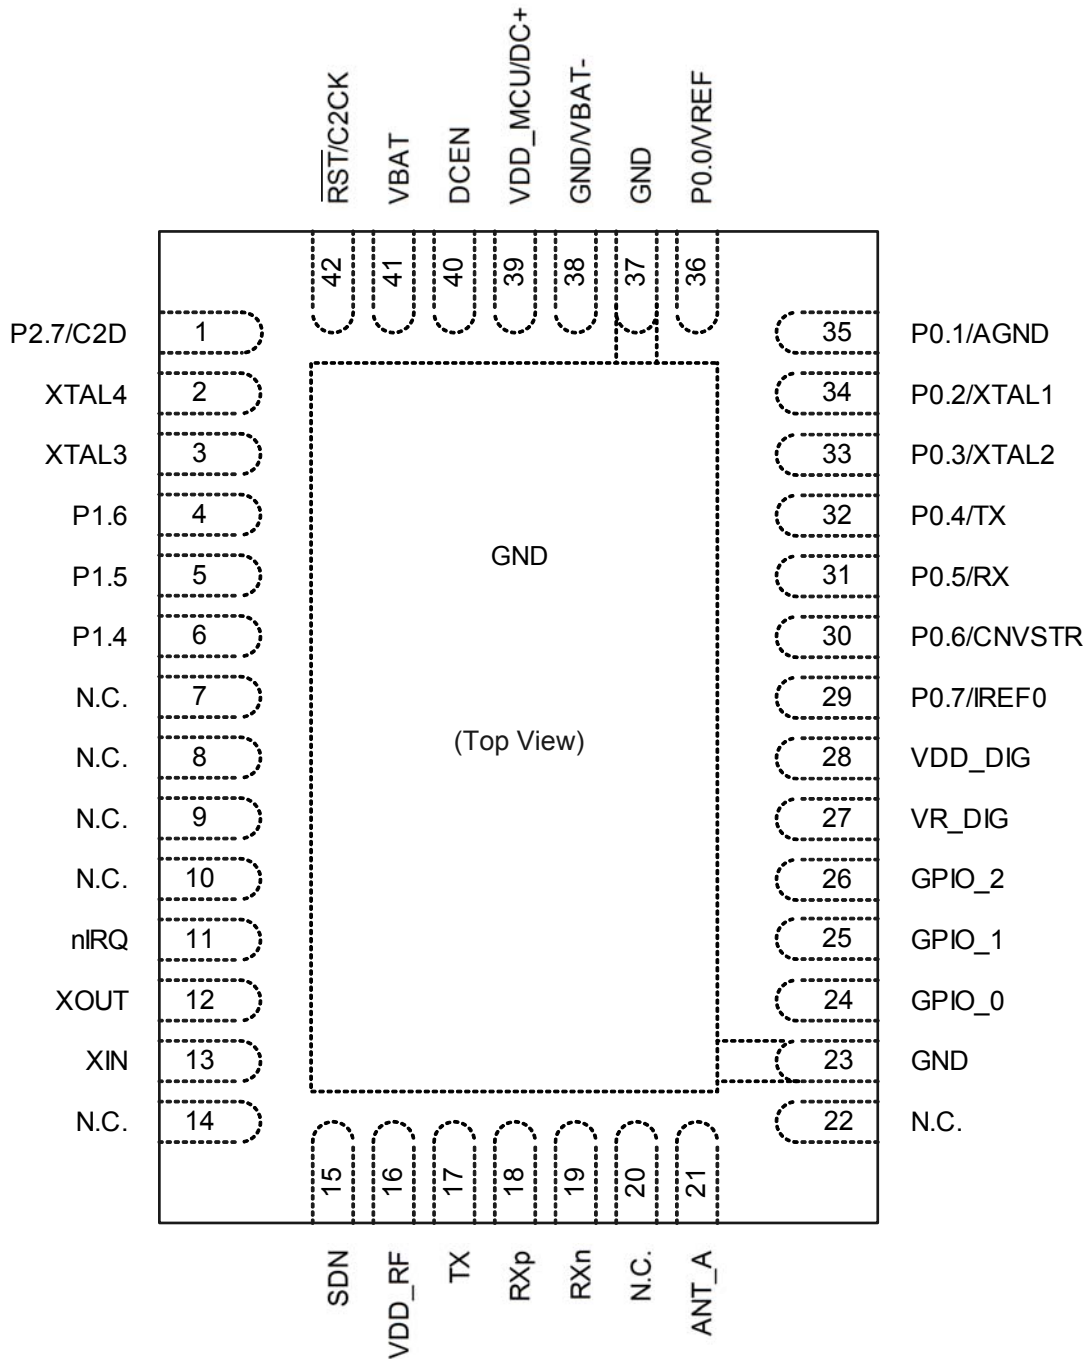 RST/C2CK
VBAT
DCEN
VDD_MCU/DC+
GND/VBAT-
GND
P0.0/VREF
42
41
40
39
38
37
36
P2.7/C2D 1
35 P0.1/AGND
XTAL4 2
34 P0.2/XTAL1
XTAL3 3
33 P0.3/XTAL2
P1.6 4
32 P0.4/TX
GND
P1.5 5
31 P0.5/RX
P1.4 6
30 P0.6/CNVSTR
N.C. 7
29 P0.7/IREF0
(Top View)
N.C. 8
28 VDD_DIG
N.C. 9
27 VR_DIG
N.C. 10
26 GPIO_2
nIRQ 11
25 GPIO_1
XOUT 12
24 GPIO_0
XIN 13
23 GND
N.C. 14
22 N.C.
15
16
17
18
19
20
21
SDN
VDD_RF
TX
RXp
RXn
N.C.
ANT_A